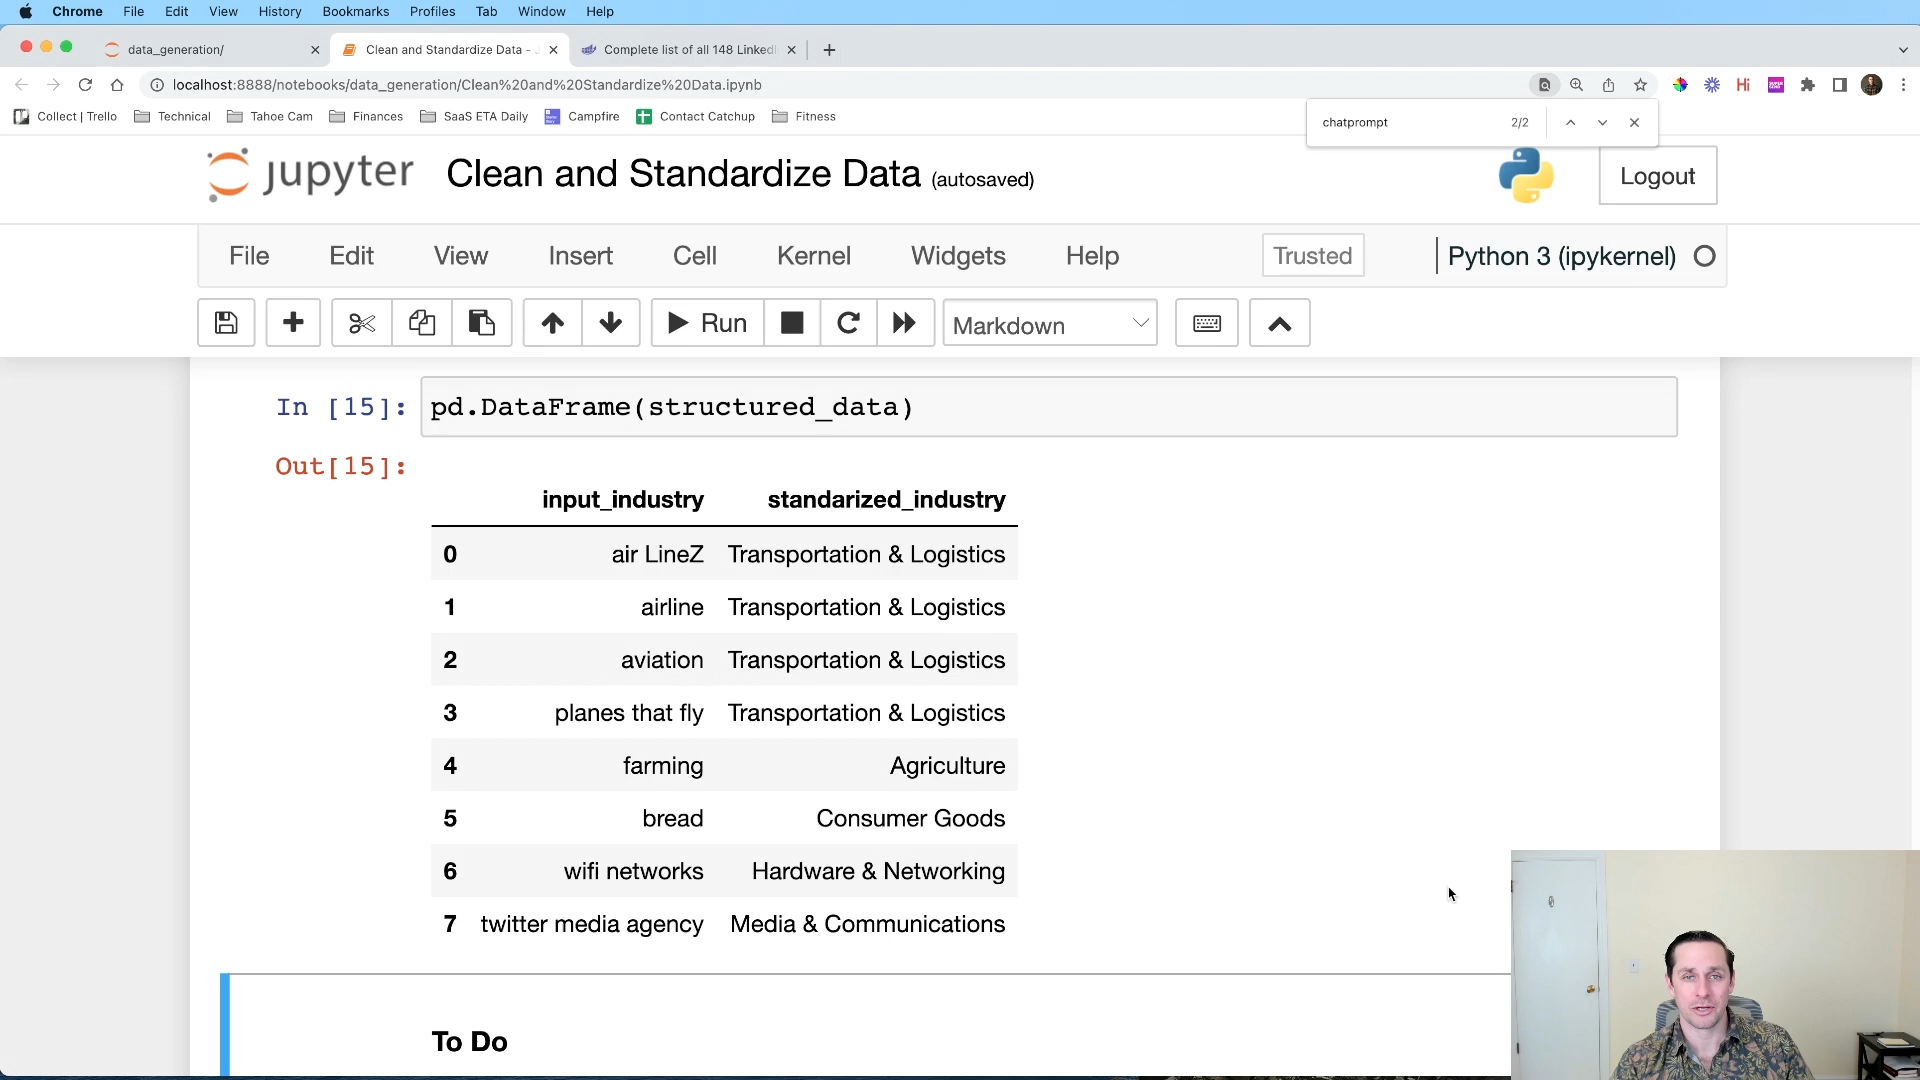 Chrome File Edit View History Bookmarks Profiles Tab Window Help
data_generation/ Clean and Standardize Data - Complete list of all 148 Linked
localhost:8888/notebooks/data_generation/Clean%20and%20Standardize%20Data.ipynb Hi
Collect | Trello Technical Tahoe Cam Finances SaaS ETA Daily Campfire Contact Catchup Fitness
chatprompt 2/2
jupyter Clean and Standardize Data (autosaved) Logout
File Edit View Insert Cell Kernel Widgets Help Trusted Python 3 (ipykernel)
Run Markdown
In [15]: pd.DataFrame(structured_data)
Out[15]:
input_industry standarized_industry
0 air LineZ Transportation & Logistics
1 airline Transportation & Logistics
2 aviation Transportation & Logistics
3 planes that fly Transportation & Logistics
4 farming Agriculture
5 bread Consumer Goods
6 wifi networks Hardware & Networking
7 twitter media agency Media & Communications
To Do